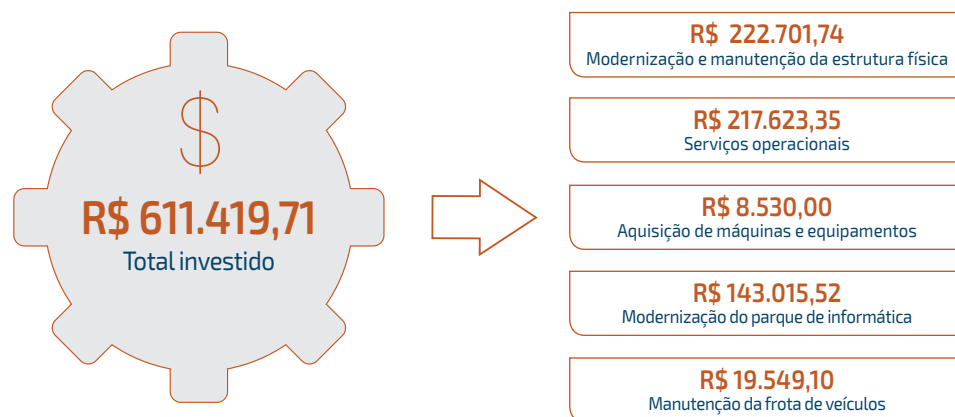 $
R$ 611.419,71
Total investido
R$ 222.701,74
Modernização e manutenção da estrutura física
R$ 217.623,35
Serviços operacionais
R$ 8.530,00
Aquisição de máquinas e equipamentos
R$ 143.015,52
Modernização do parque de informática
R$ 19.549,10
Manutenção da frota de veículos